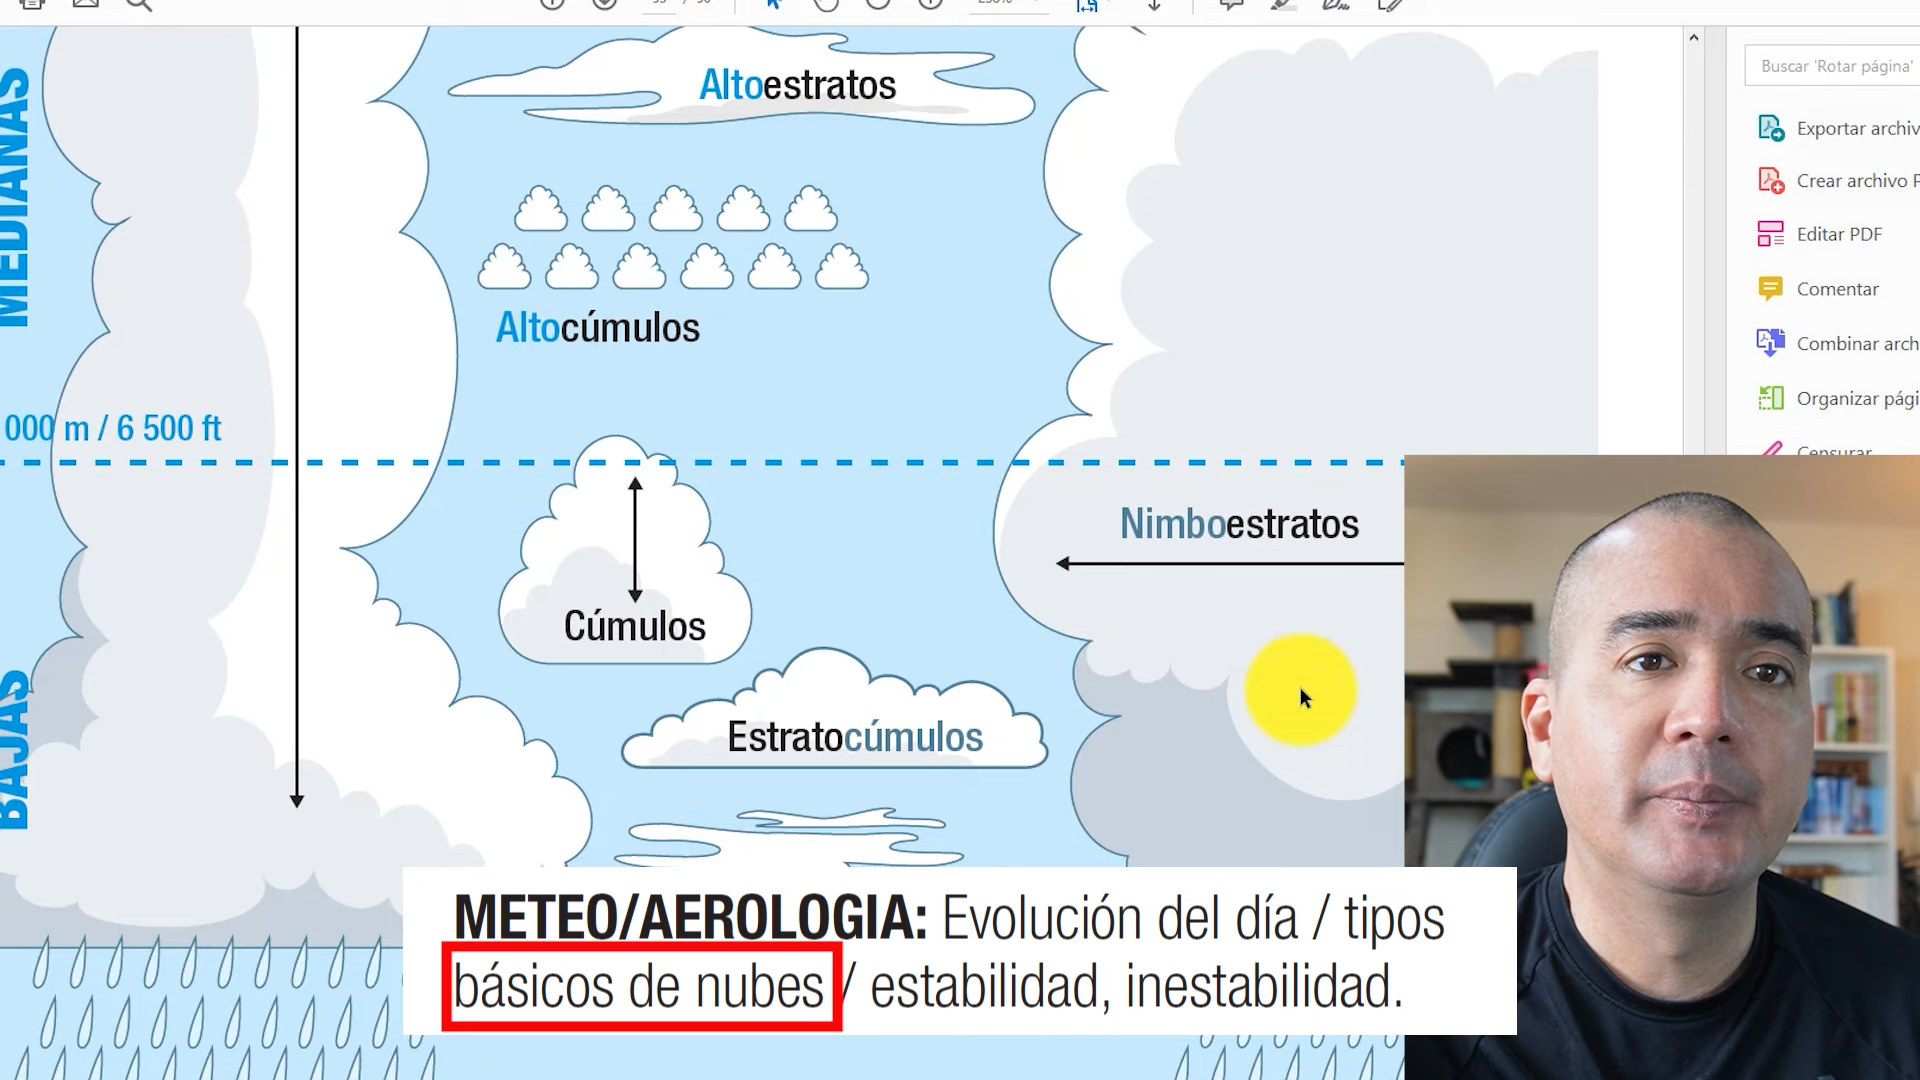 Buscar 'Rotar página'
Altoestratos
MEDIANAS
Exportar archiv
Crear archivo P
Editar PDF
Comentar
Altocúmulos
Combinar arch
Organizar pági
000 m / 6 500 ft
Nimboestratos
Cúmulos
Estratocúmulos
BAJAS
METEO/AEROLOGIA: Evolución del día / tipos
básicos de nubes / estabilidad, inestabilidad.